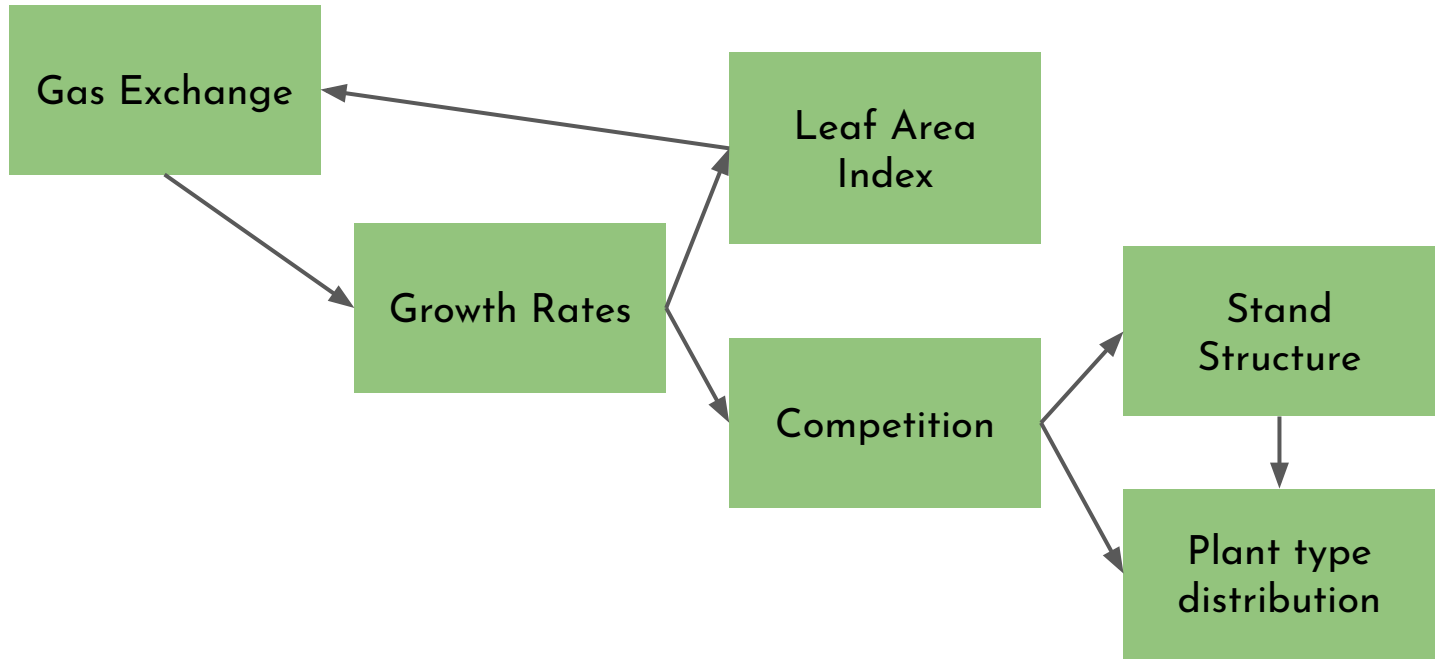 Gas Exchange
Leaf Area
Index
Growth Rates
Stand
Structure
Competition
Plant type
distribution